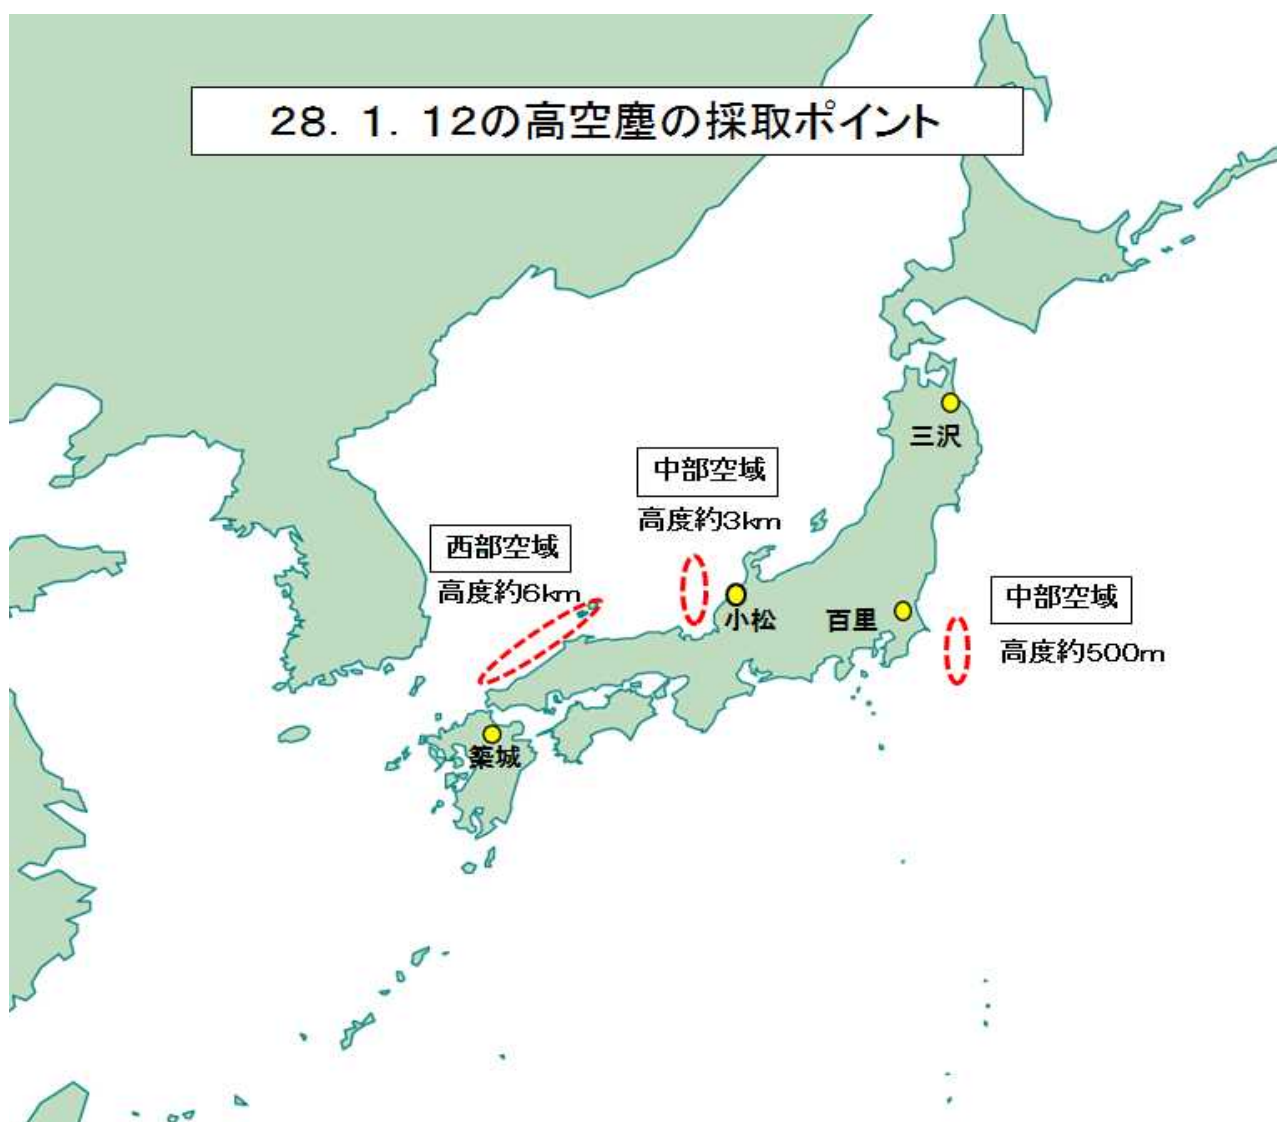 28. 1. 12の高空塵の採取ポイント
三沢
中部空域
高度約3km
西部空域
高度約6km
小松
百里
中部空域
高度約500m
築城